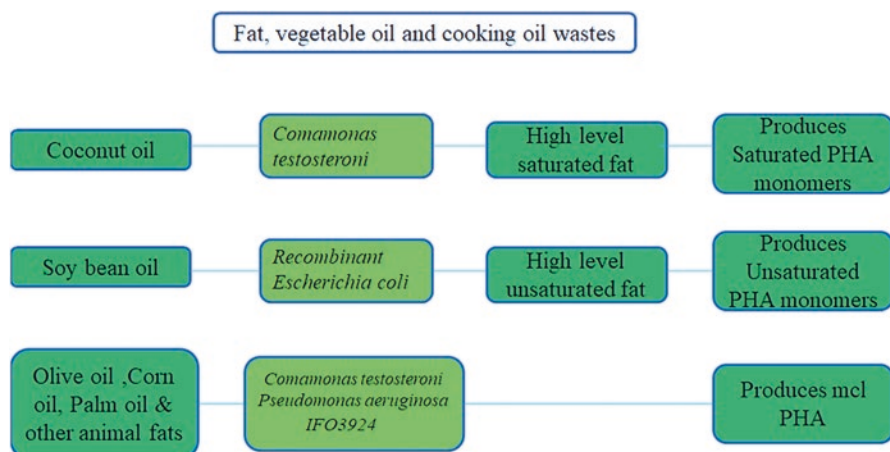 Fat, vegetable oil and cooking oil wastes
Coconut oil
Comamonas
testosteroni
High level
saturated fat
Produces
Saturated PHA
monomers
Soy bean oil
Recombinant
Escherichia coli
High level
unsaturated fat
Produces
Unsaturated
PHA monomers
Olive oil ,Corn
oil, Palm oil &
other animal fats
Comamonas testosteroni
Pseudomonas aeruginosa
IFO3924
Produces mcl
PHA